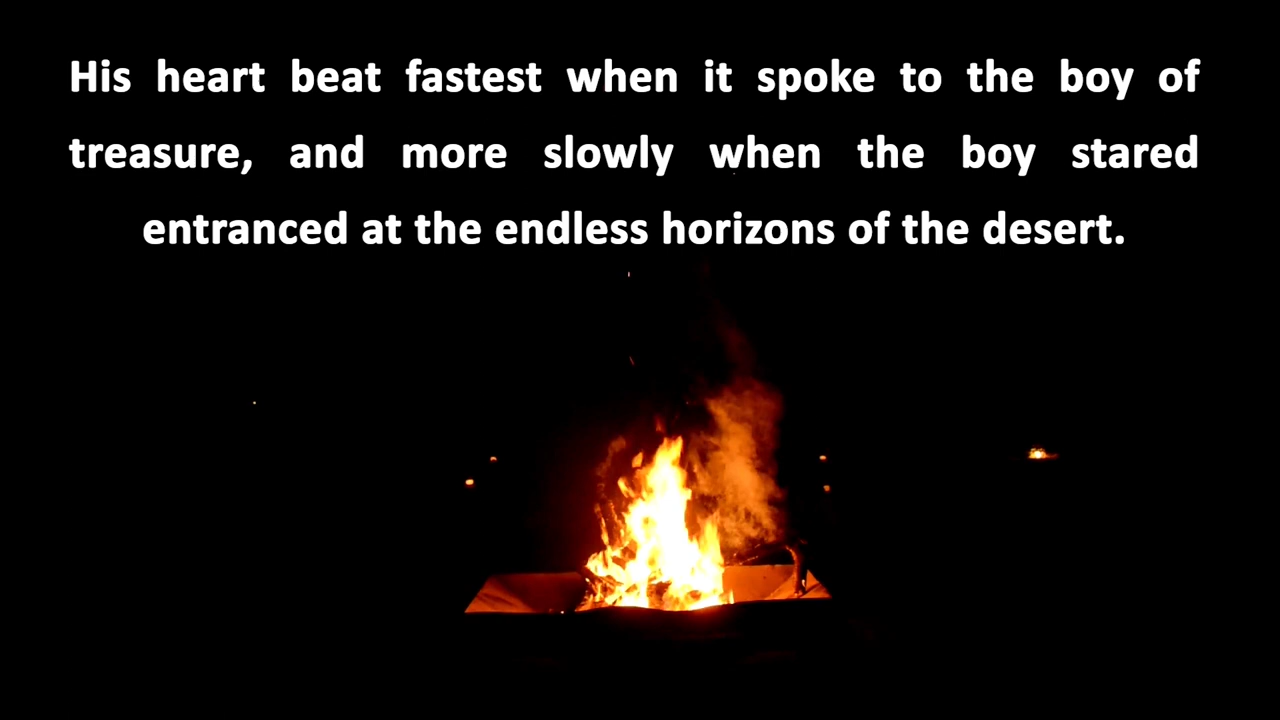 His heart beat fastest when it spoke to the boy of
treasure, and more slowly when the boy stared
entranced at the endless horizons of the desert.